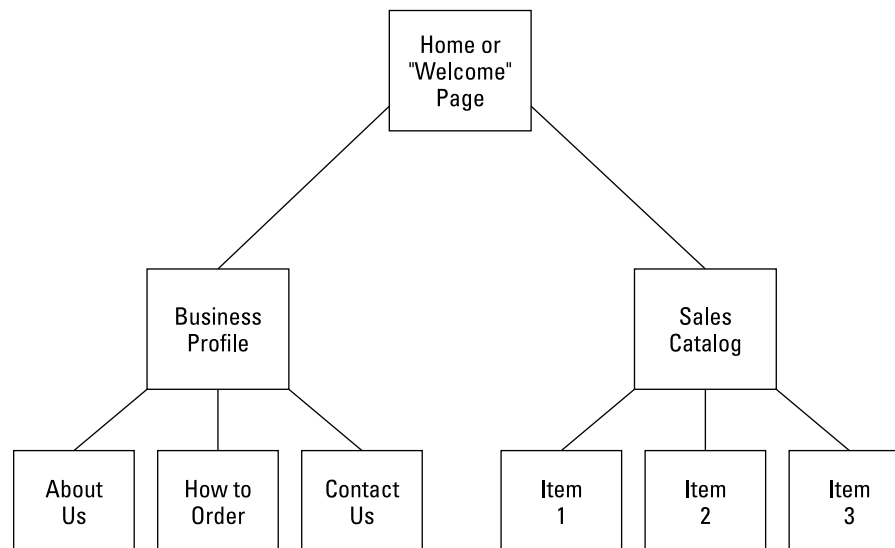 Home or
"Welcome"
Page
Business
Profile
Sales
Catalog
About
Us
How to
Order
Contact
Us
Item
1
Item
2
Item
3